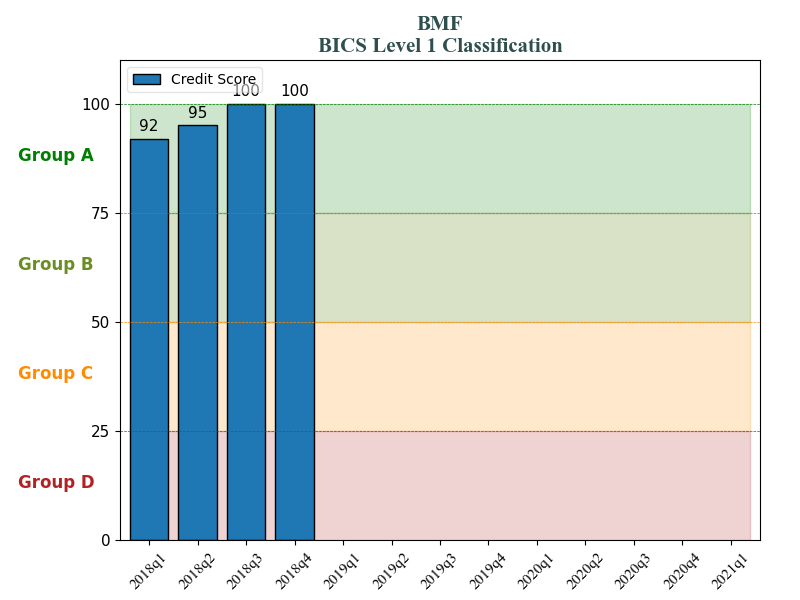 BMF
BICS Level 1 Classification
Credit Score
92
95
100
100
100
75
50
25
0
Group A
Group B
Group C
Group D
2018q1
2018q2
2018q3
2018q4
2019q1
2019q2
2019q3
2019q4
2020q1
2020q2
2020q3
2020q4
2021q1